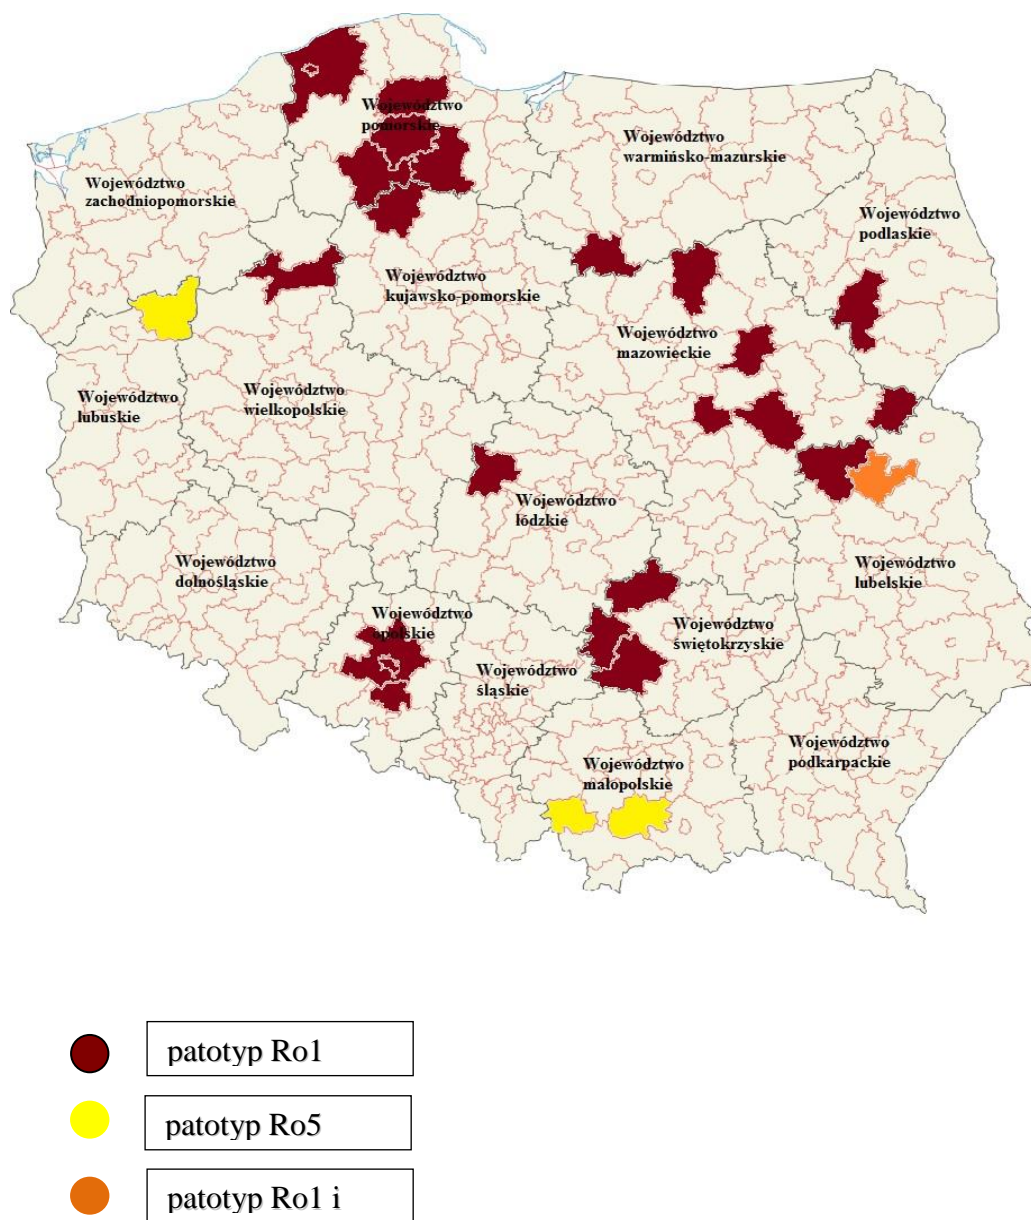 Województwo
pomorskie
Województwo
warmińsko-mazurskie
Województwo
zachodniopomorskie
Województwo
podlaskie
Województwo
kujawsko-pomorskie
Województwo
mazowieckie
Województwo
lubuskie
Województwo
wielkopolskie
Województwo
łódzkie
Województwo
dolnośląskie
Województwo
lubelskie
Województwo
opolskie
Województwo
świętokrzyskie
Województwo
śląskie
Województwo
podkarpackie
Województwo
małopolskie
patotyp Ro1
patotyp Ro5
patotyp Ro1 i